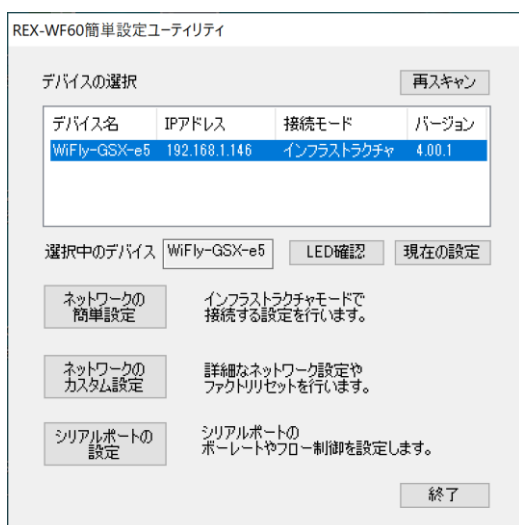 REX-WF60簡単設定ユーティリティ
デバイスの選択
再スキャン
デバイス名 IPアドレス 接続モード バージョン
WiFly-GSX-e5 192.168.1.146 インフラストラクチャ 4.00.1
選択中のデバイス WiFly-GSX-e5 LED確認 現在の設定
ネットワークの
簡単設定
インフラストラクチャモードで
接続する設定を行います。
ネットワークの
カスタム設定
詳細なネットワーク設定や
ファクトリリセットを行います。
シリアルポートの
設定
シリアルポートの
ボーレートやフロー制御を設定します。
終了